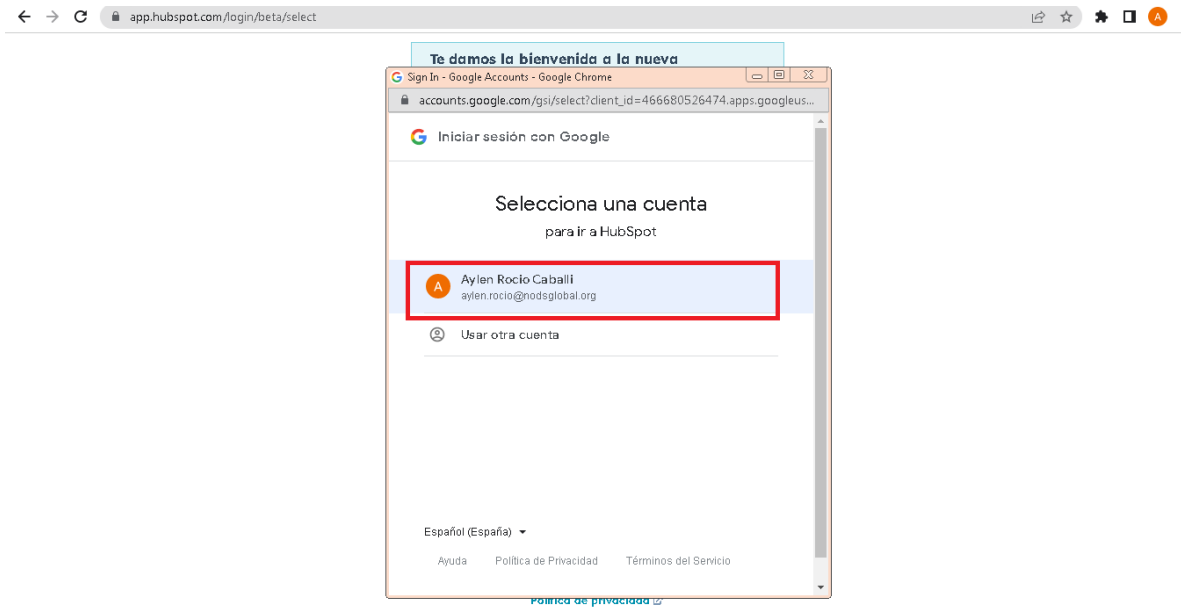 app.hubspot.com/login/beta/select
A
Te damos la bienvenida a la nueva
Sign In - Google Accounts - Google Chrome
accounts.google.com/gsi/select?client_id=466680526474.apps.googleus...
Iniciar sesión con Google
Selecciona una cuenta
para ir a HubSpot
A
Aylen Rocio Caballi
aylen.rocio@nodsglobal.org
Usar otra cuenta
Español (España)
Ayuda Política de Privacidad Términos del Servicio
Política de privacidad